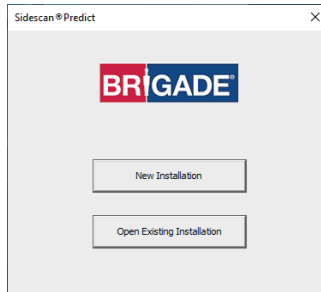 Sidescan®Predict
BRIGADE®
New Installation
Open Existing Installation